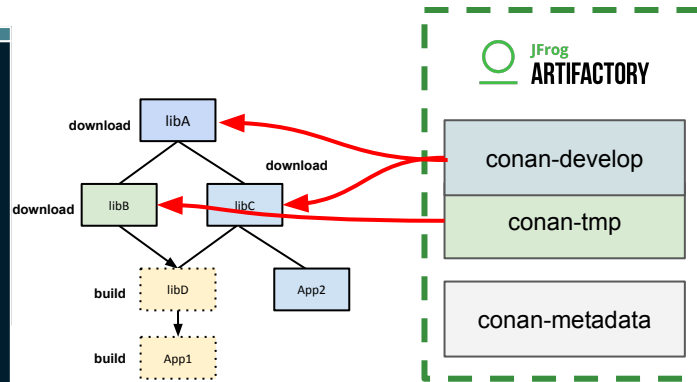 JFrog
ARTIFACTORY
download
libA
download
conan-develop
download
libB
libC
conan-tmp
build
libD
App2
conan-metadata
build
App1